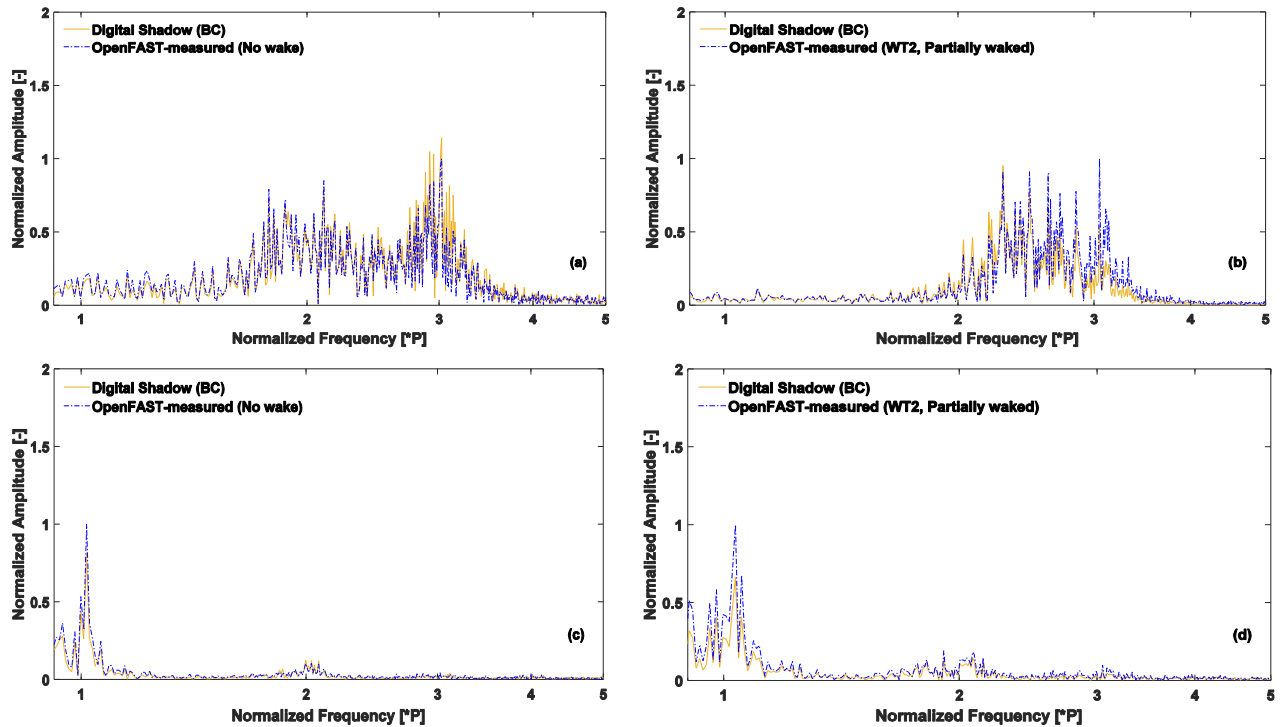 2
1.5
1
0.5
0
Normalized Amplitude [-]
Digital Shadow (BC)
OpenFAST-measured (No wake)
(a)
1 2 3 4 5
Normalized Frequency [*P]
2
1.5
1
0.5
0
Normalized Amplitude [-]
Digital Shadow (BC)
OpenFAST-measured (WT2, Partially waked)
(b)
1 2 3 4 5
Normalized Frequency [*P]
2
1.5
1
0.5
0
Normalized Amplitude [-]
Digital Shadow (BC)
OpenFAST-measured (No wake)
(c)
1 2 3 4 5
Normalized Frequency [*P]
2
1.5
1
0.5
0
Normalized Amplitude [-]
Digital Shadow (BC)
OpenFAST-measured (WT2, Partially waked)
(d)
1 2 3 4 5
Normalized Frequency [*P]